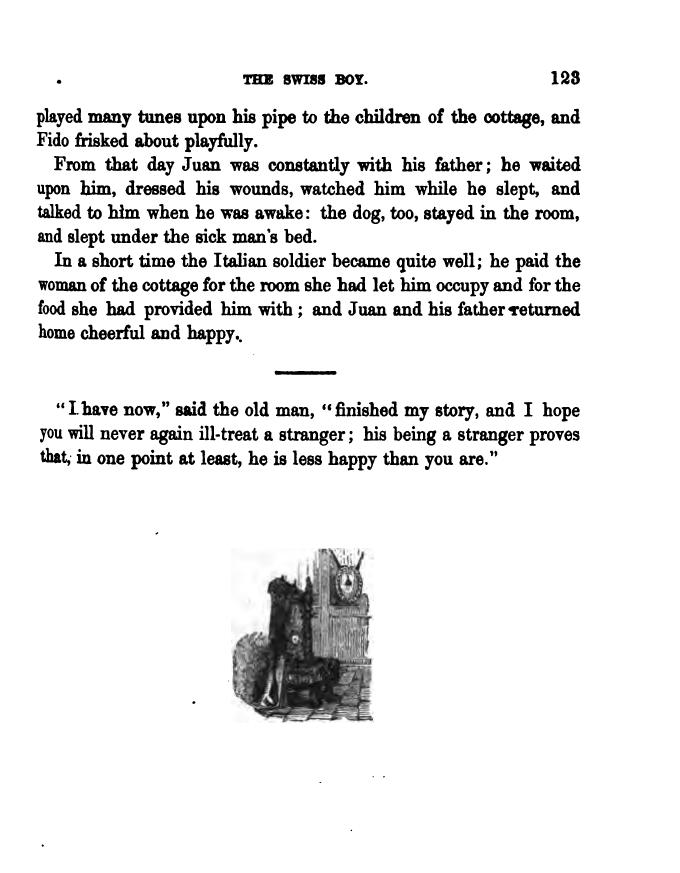 THE SWISS BOY. 123
played many tunes upon his pipe to the children of the cottage, and
Fido frisked about playfully.
From that day Juan was constantly with his father; he waited
upon him, dressed his wounds, watched him while he slept, and
talked to him when he was awake: the dog, too, stayed in the room,
and slept under the sick man's bed.
In a short time the Italian soldier became quite well; he paid the
woman of the cottage for the room she had let him occupy and for the
food she had provided him with; and Juan and his father returned
home cheerful and happy.
"I have now," said the old man, "finished my story, and I hope
you will never again ill-treat a stranger; his being a stranger proves
that, in one point at least, he is less happy than you are."